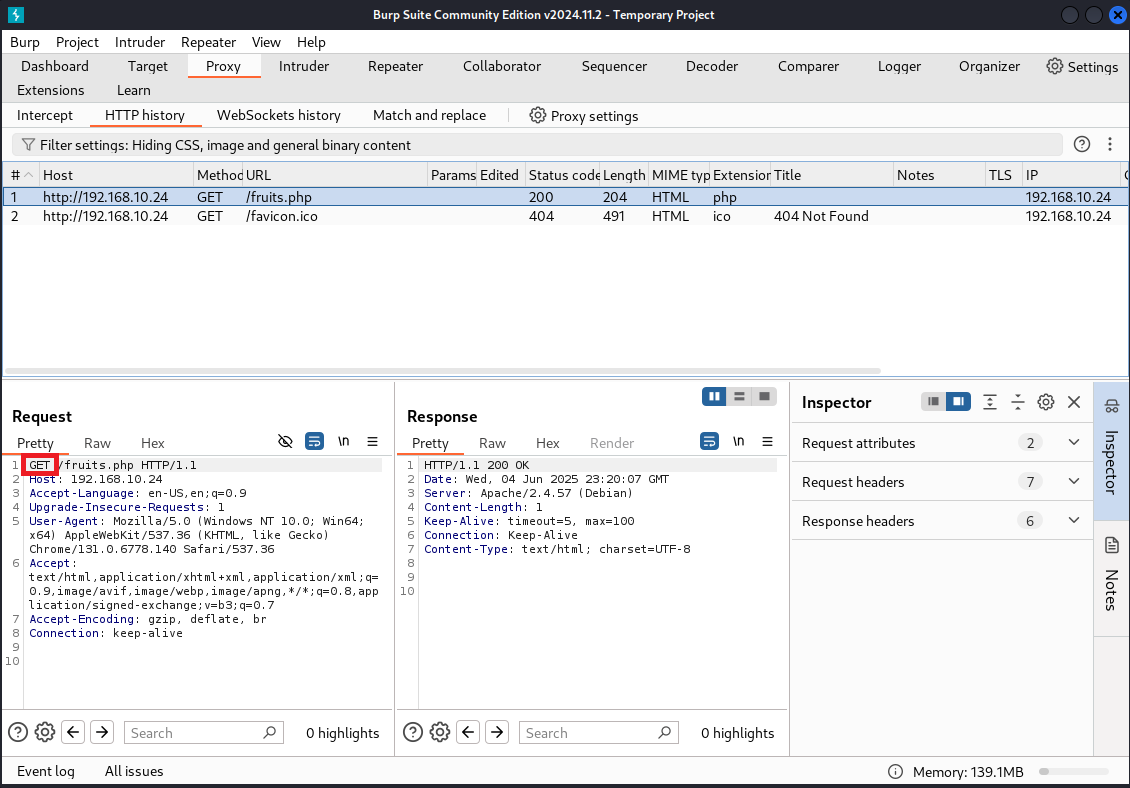 Burp Suite Community Edition v2024.11.2 - Temporary Project
Burp Project Intruder Repeater View Help
Dashboard Target Proxy Intruder Repeater Collaborator Sequencer Decoder Comparer Logger Organizer Settings
Extensions Learn
Intercept HTTP history WebSockets history Match and replace Proxy settings
Filter settings: Hiding CSS, image and general binary content
# Host Method URL Params Edited Status code Length MIME typ Extension Title Notes TLS IP
1 http://192.168.10.24 GET /fruits.php 200 204 HTML php 192.168.10.24
2 http://192.168.10.24 GET /favicon.ico 404 491 HTML ico 404 Not Found 192.168.10.24
Request
Pretty Raw Hex \n
1 GET /fruits.php HTTP/1.1
2 Host: 192.168.10.24
3 Accept-Language: en-US,en;q=0.9
4 Upgrade-Insecure-Requests: 1
5 User-Agent: Mozilla/5.0 (Windows NT 10.0; Win64;
x64) AppleWebKit/537.36 (KHTML, like Gecko)
Chrome/131.0.6778.140 Safari/537.36
6 Accept:
text/html,application/xhtml+xml,application/xml;q=
0.9,image/avif,image/webp,image/apng,*/*;q=0.8,app
lication/signed-exchange;v=b3;q=0.7
7 Accept-Encoding: gzip, deflate, br
8 Connection: keep-alive
9
10
Search 0 highlights
Response
Pretty Raw Hex Render \n
1 HTTP/1.1 200 OK
2 Date: Wed, 04 Jun 2025 23:20:07 GMT
3 Server: Apache/2.4.57 (Debian)
4 Content-Length: 1
5 Keep-Alive: timeout=5, max=100
6 Connection: Keep-Alive
7 Content-Type: text/html; charset=UTF-8
8
9
10
Search 0 highlights
Inspector
Request attributes 2
Request headers 7
Response headers 6
Inspector
Notes
Event log All issues Memory: 139.1MB